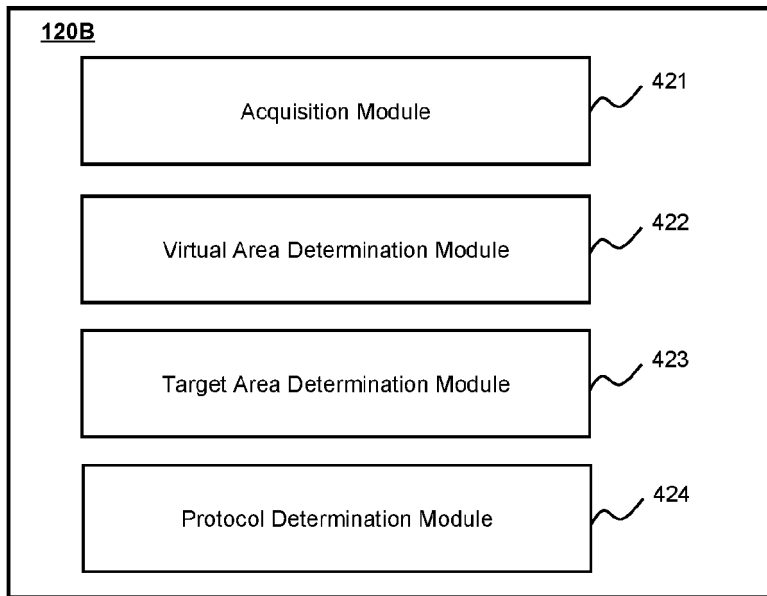 120B
Acquisition Module
421
Virtual Area Determination Module
422
Target Area Determination Module
423
Protocol Determination Module
424